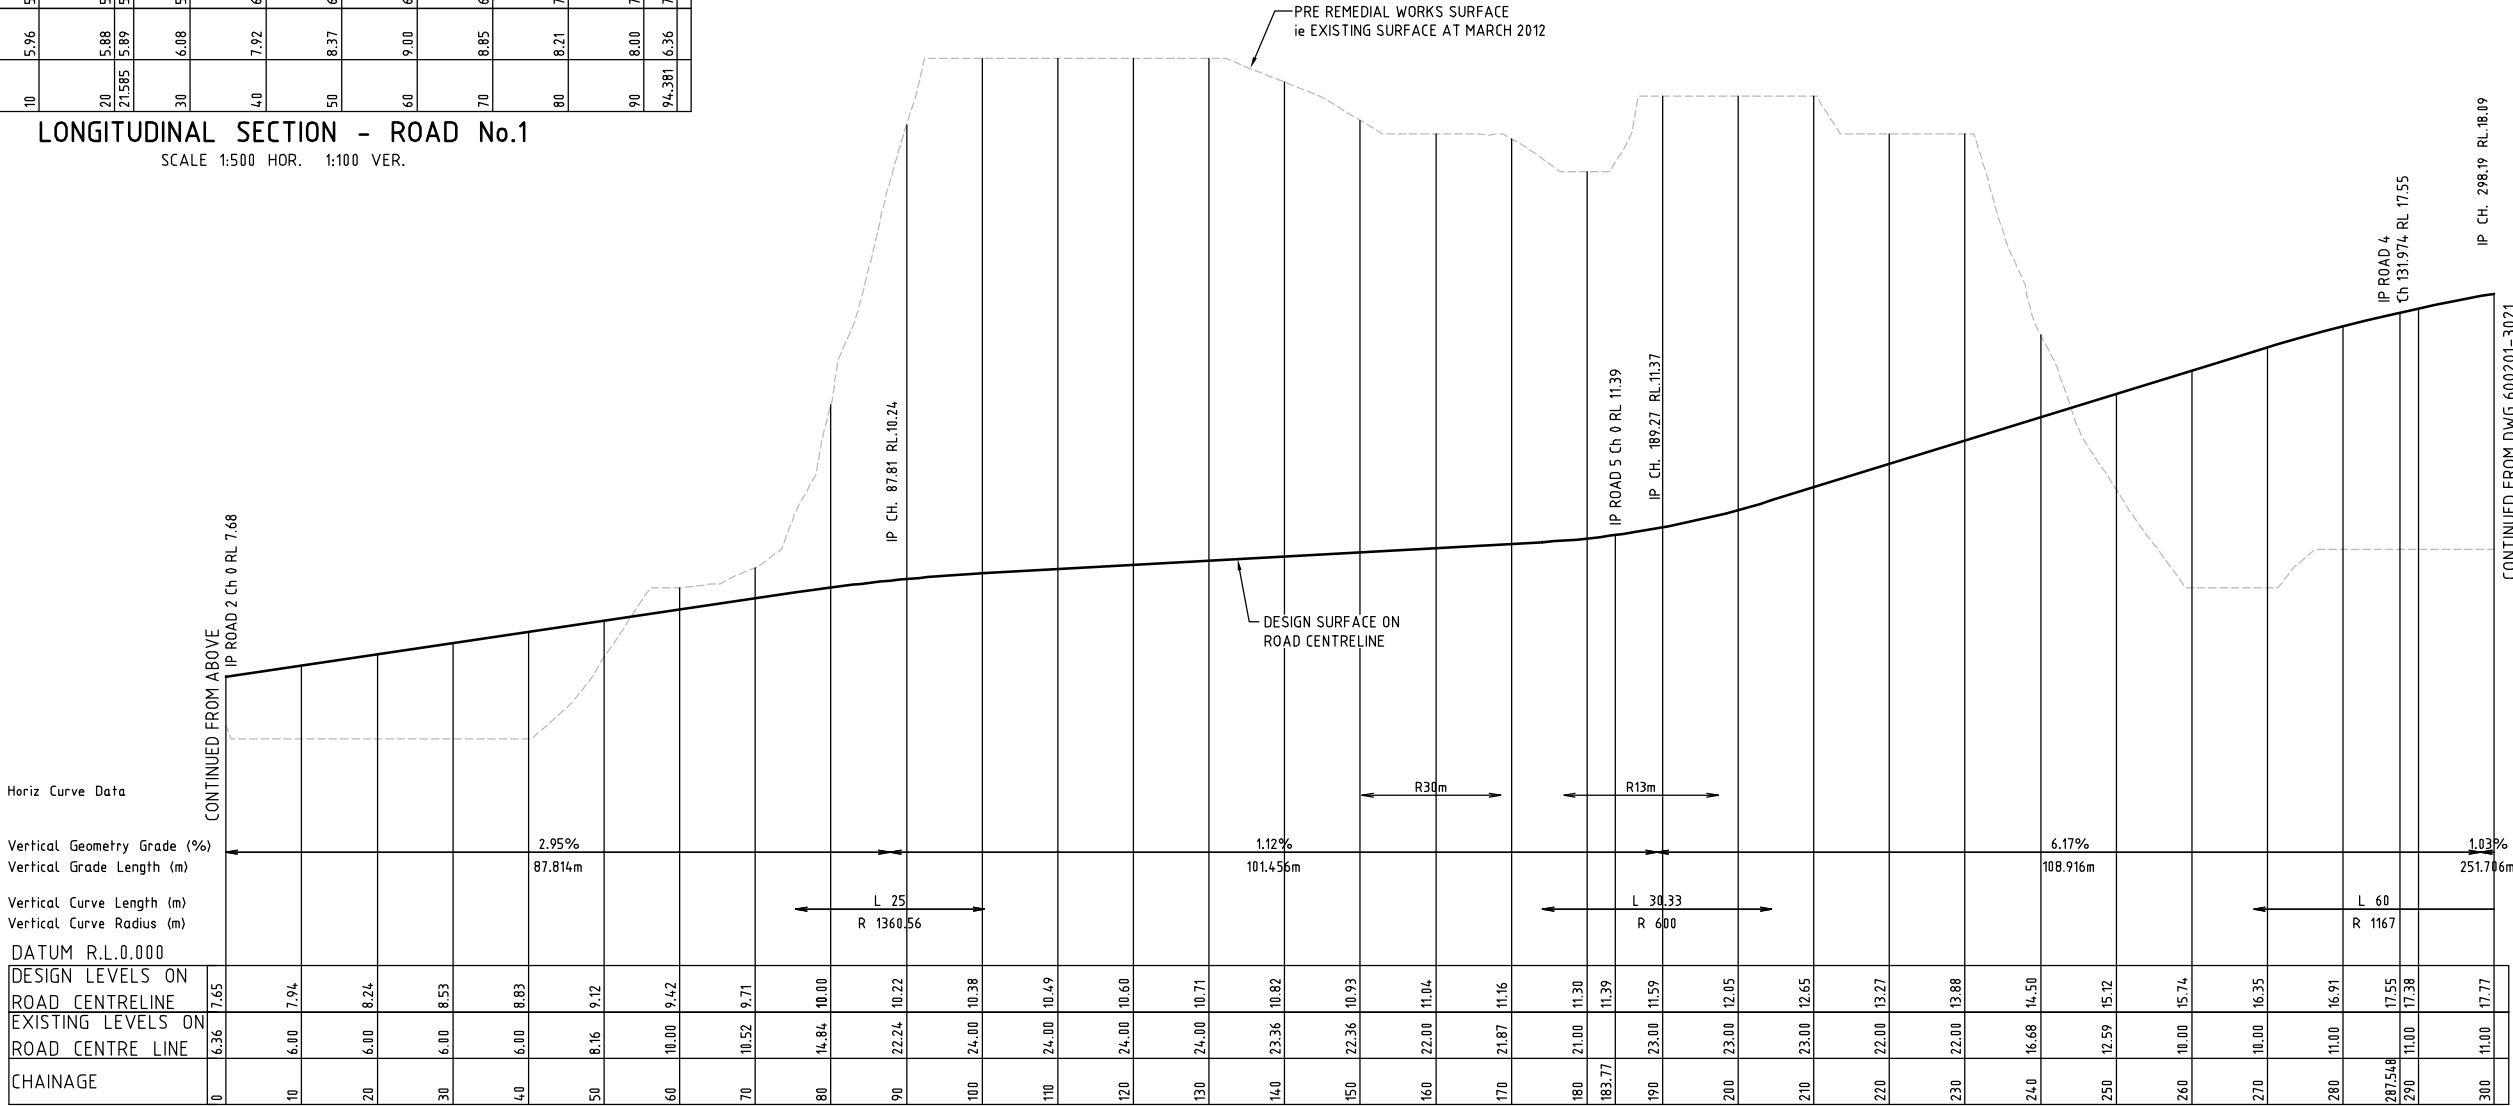 PRE REMEDIAL WORKS SURFACE
ie EXISTING SURFACE AT MARCH 2012
5.96 5.88 5.89 6.08 7.92 8.37 9.00 8.85 8.21 8.00 6.36
10 20 21.585 30 40 50 60 70 80 90 94.381
LONGITUDINAL SECTION - ROAD No.1
SCALE 1:500 HOR. 1:100 VER.
CONTINUED FROM ABOVE
IP ROAD 2 Ch 0 RL 7.68
IP CH. 87.81 RL.10.24
IP ROAD 5 Ch 0 RL 11.39
IP CH. 189.27 RL.11.37
IP ROAD 4
Ch 131.974 RL 17.55
IP CH. 298.19 RL.18.09
CONTINUED FROM DWG 60201-3021
DESIGN SURFACE ON
ROAD CENTRELINE
Horiz Curve Data
R30m R13m
Vertical Geometry Grade (%)
2.95% 1.12% 6.17% 1.03%
Vertical Grade Length (m)
87.814m 101.456m 108.916m 251.706m
Vertical Curve Length (m)
L 25 L 30.33 L 60
Vertical Curve Radius (m)
R 1360.56 R 600 R 1167
DATUM R.L.0.000
DESIGN LEVELS ON
ROAD CENTRELINE
7.65 7.94 8.24 8.53 8.83 9.12 9.42 9.71 10.00 10.22 10.38 10.49 10.60 10.71 10.82 10.93 11.04 11.16 11.30 11.39 11.59 12.05 12.65 13.27 13.88 14.50 15.12 15.74 16.35 16.91 17.55 17.38 17.77
EXISTING LEVELS ON
ROAD CENTRE LINE
6.36 6.00 6.00 6.00 6.00 8.16 10.00 10.52 14.84 22.24 24.00 24.00 24.00 24.00 23.36 22.36 22.00 21.87 21.00 23.00 23.00 23.00 22.00 22.00 16.68 12.59 10.00 10.00 11.00 11.00 11.00
CHAINAGE
0 10 20 30 40 50 60 70 80 90 100 110 120 130 140 150 160 170 180 183.77 190 200 210 220 230 240 250 260 270 280 287.548 290 300